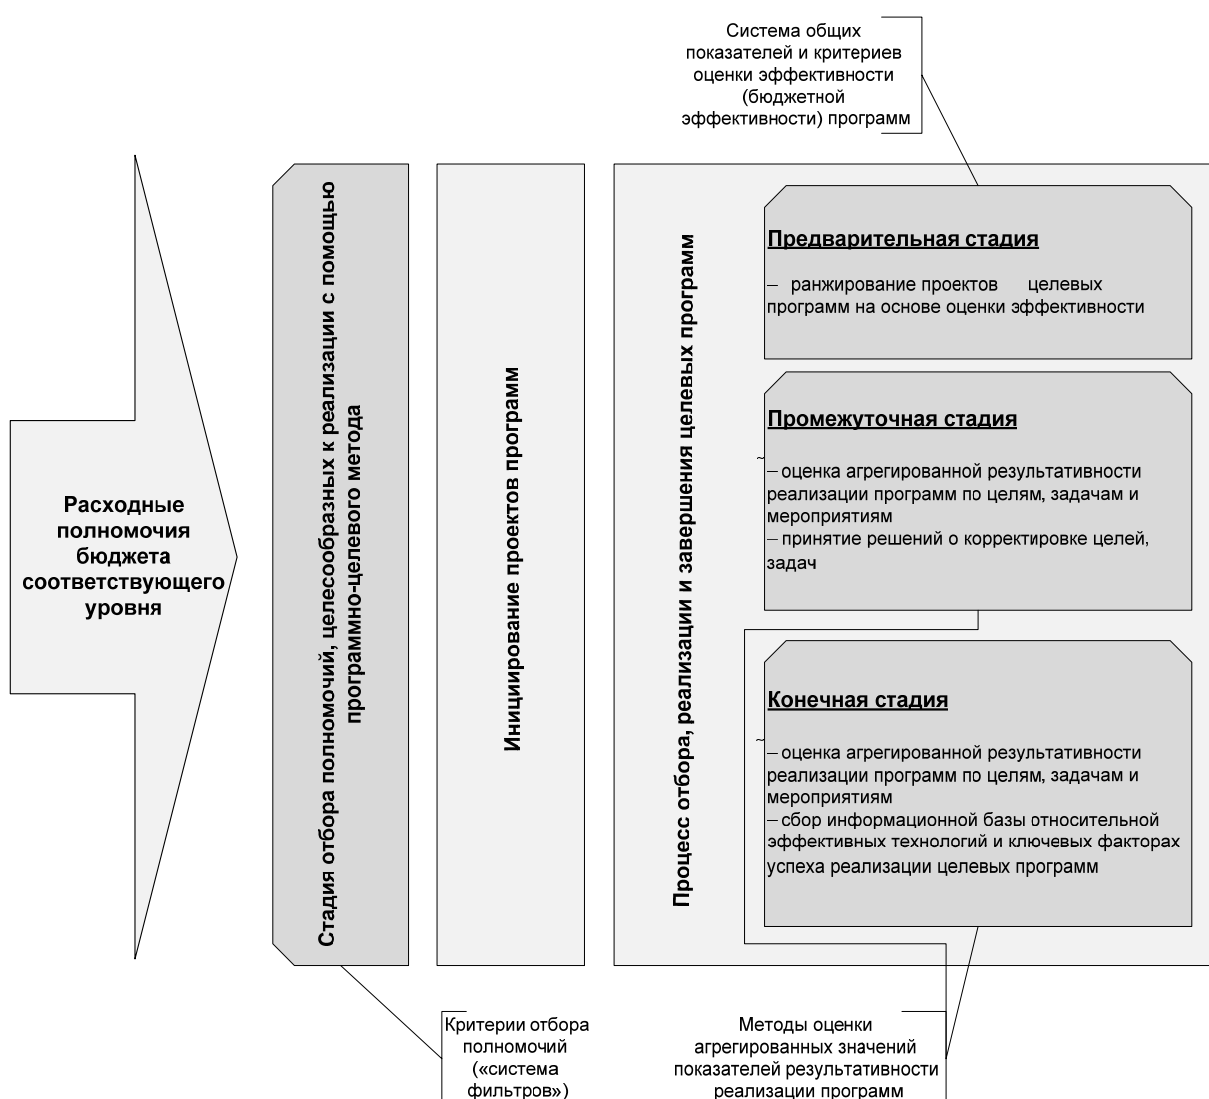 Система общих
показателей и критериев
оценки эффективности
(бюджетной
эффективности) программ
Расходные
полномочия
бюджета
соответствующего
уровня
Стадия отбора полномочий, целесообразных к реализации с помощью
программно-целевого метода
Инициирование проектов программ
Процесс отбора, реализации и завершения целевых программ
Предварительная стадия
– ранжирование проектов целевых
программ на основе оценки эффективности
Промежуточная стадия
– оценка агрегированной результативности
реализации программ по целям, задачам и
мероприятиям
– принятие решений о корректировке целей,
задач
Конечная стадия
– оценка агрегированной результативности
реализации программ по целям, задачам и
мероприятиям
– сбор информационной базы относительной
эффективных технологий и ключевых факторах
успеха реализации целевых программ
Критерии отбора
полномочий
(«система
фильтров»)
Методы оценки
агрегированных значений
показателей результативности
реализации программ